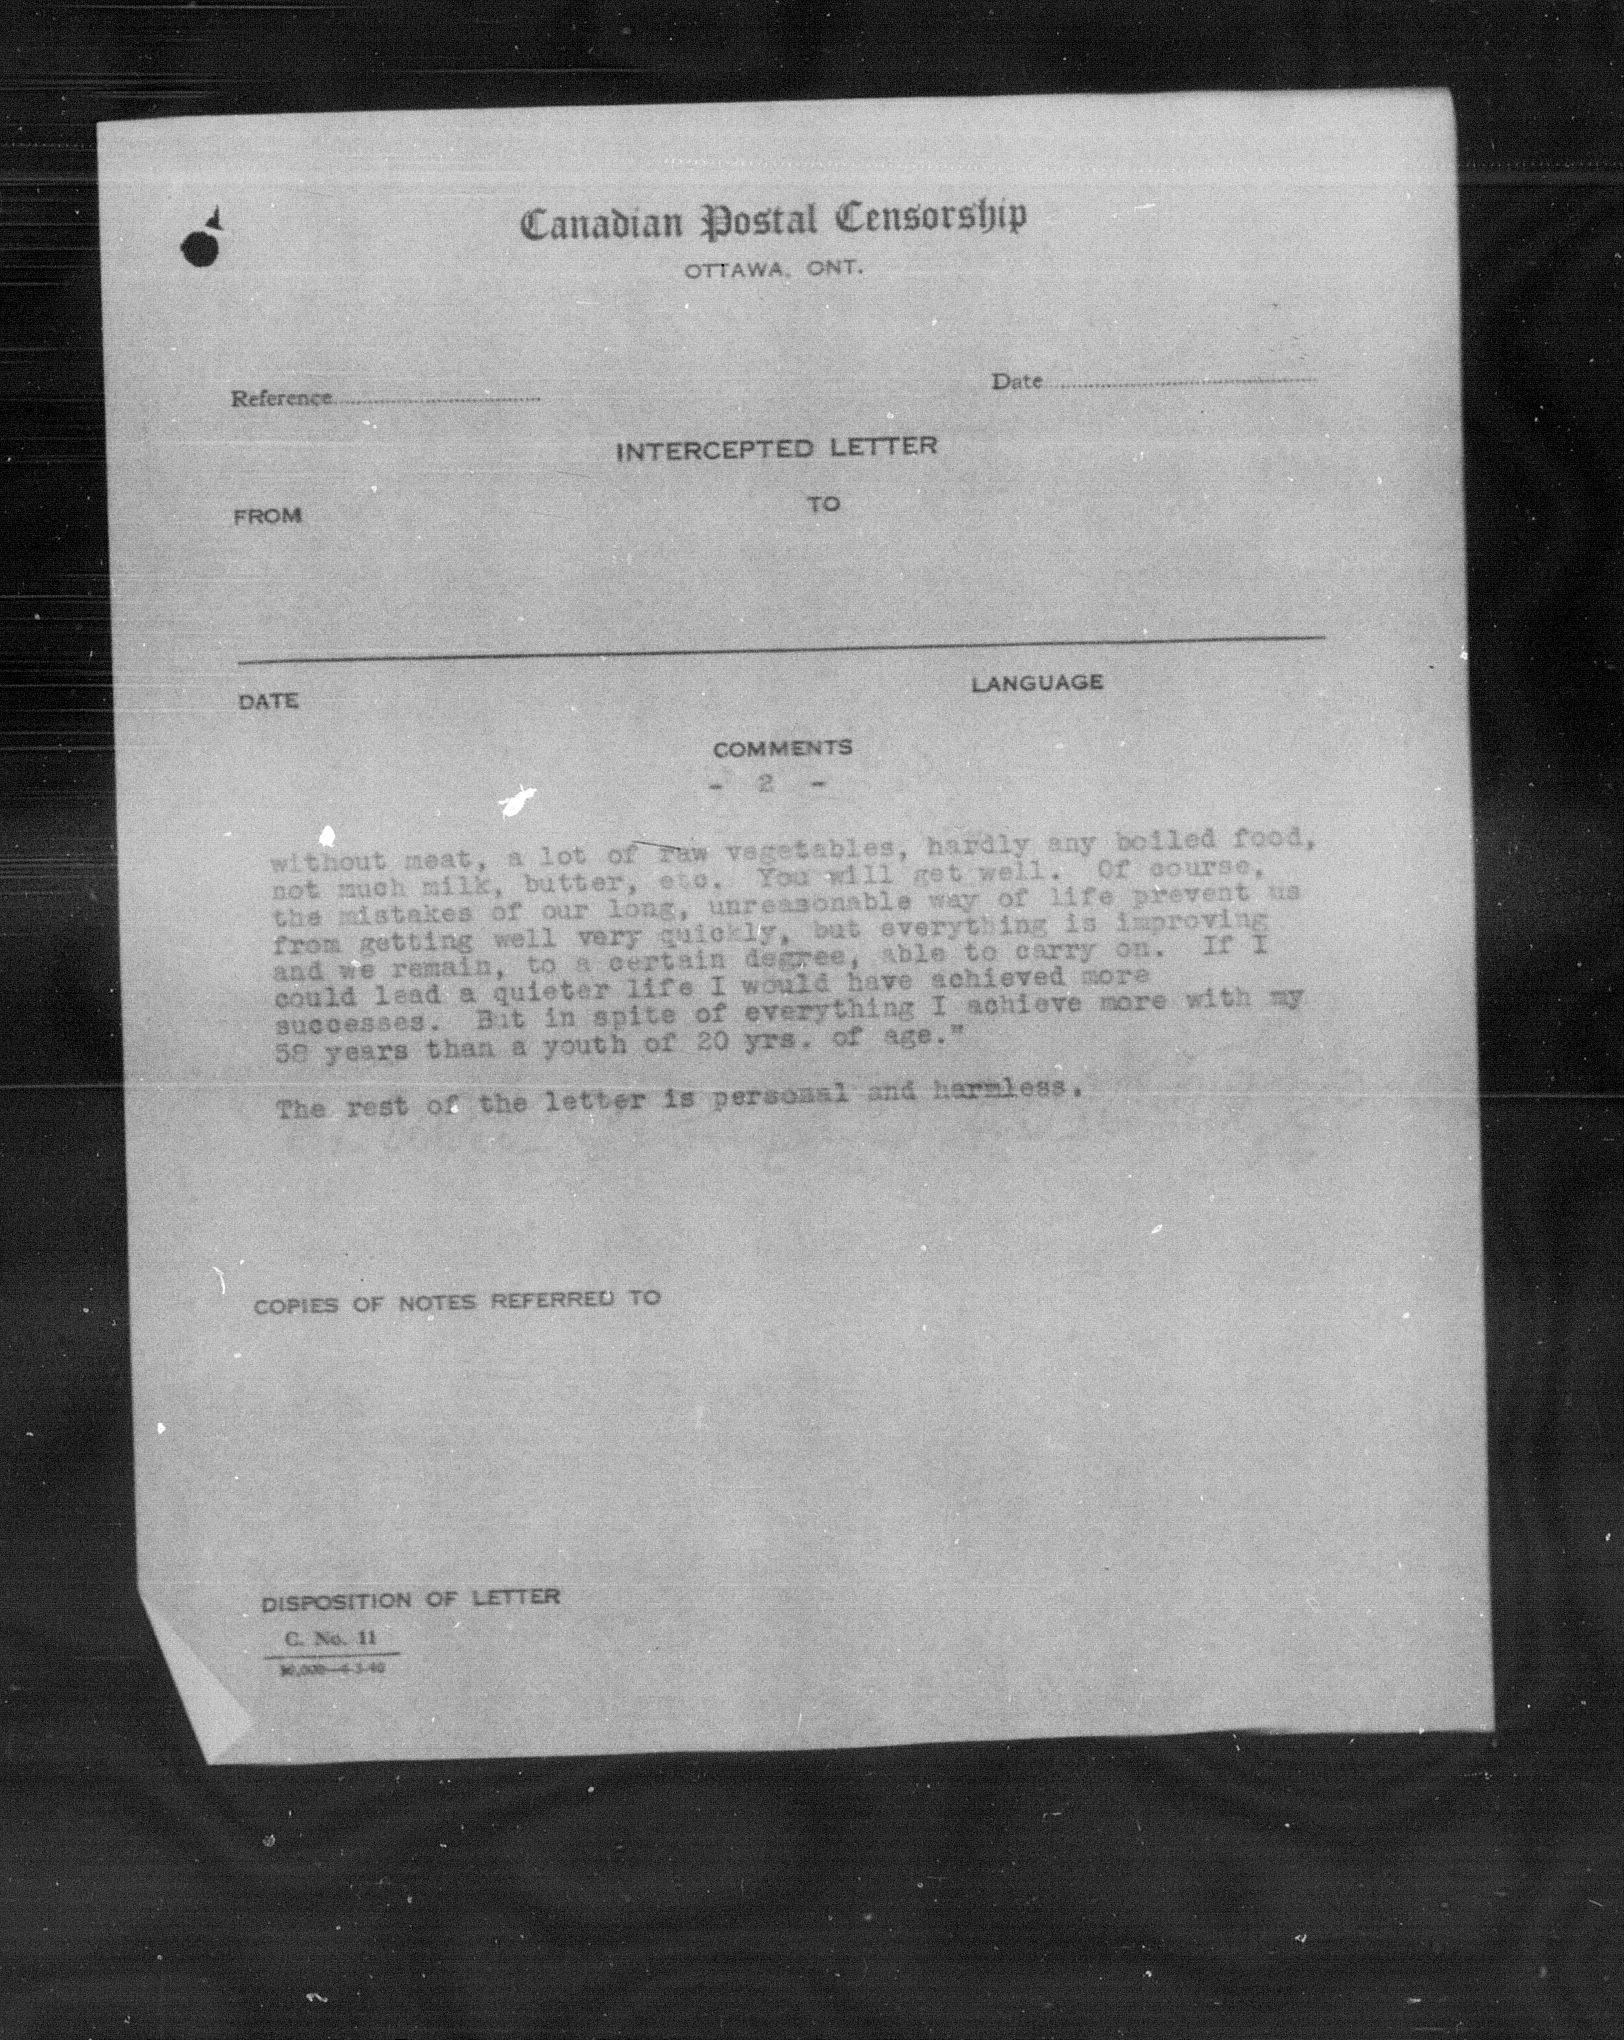 Canadian Postal Censorship
OTTAWA, ONT.
Reference
Date
INTERCEPTED LETTER
FROM
TO
DATE
LANGUAGE
COMMENTS
- 2 -
without meat, a lot of raw vegetables, hardly any boiled food,
not much milk, butter, etc. You will get well. Of course,
the mistakes of our long, unreasonable way of life prevent us
from getting well very quickly, but everything is improving
and we remain, to a certain degree, able to carry on. If I
could lead a quieter life I would have achieved more
successes. But in spite of everything I achieve more with my
58 years than a youth of 20 yrs. of age."
The rest of the letter is personal and harmless.
COPIES OF NOTES REFERRED TO
DISPOSITION OF LETTER
C. No. 11
4-3-40